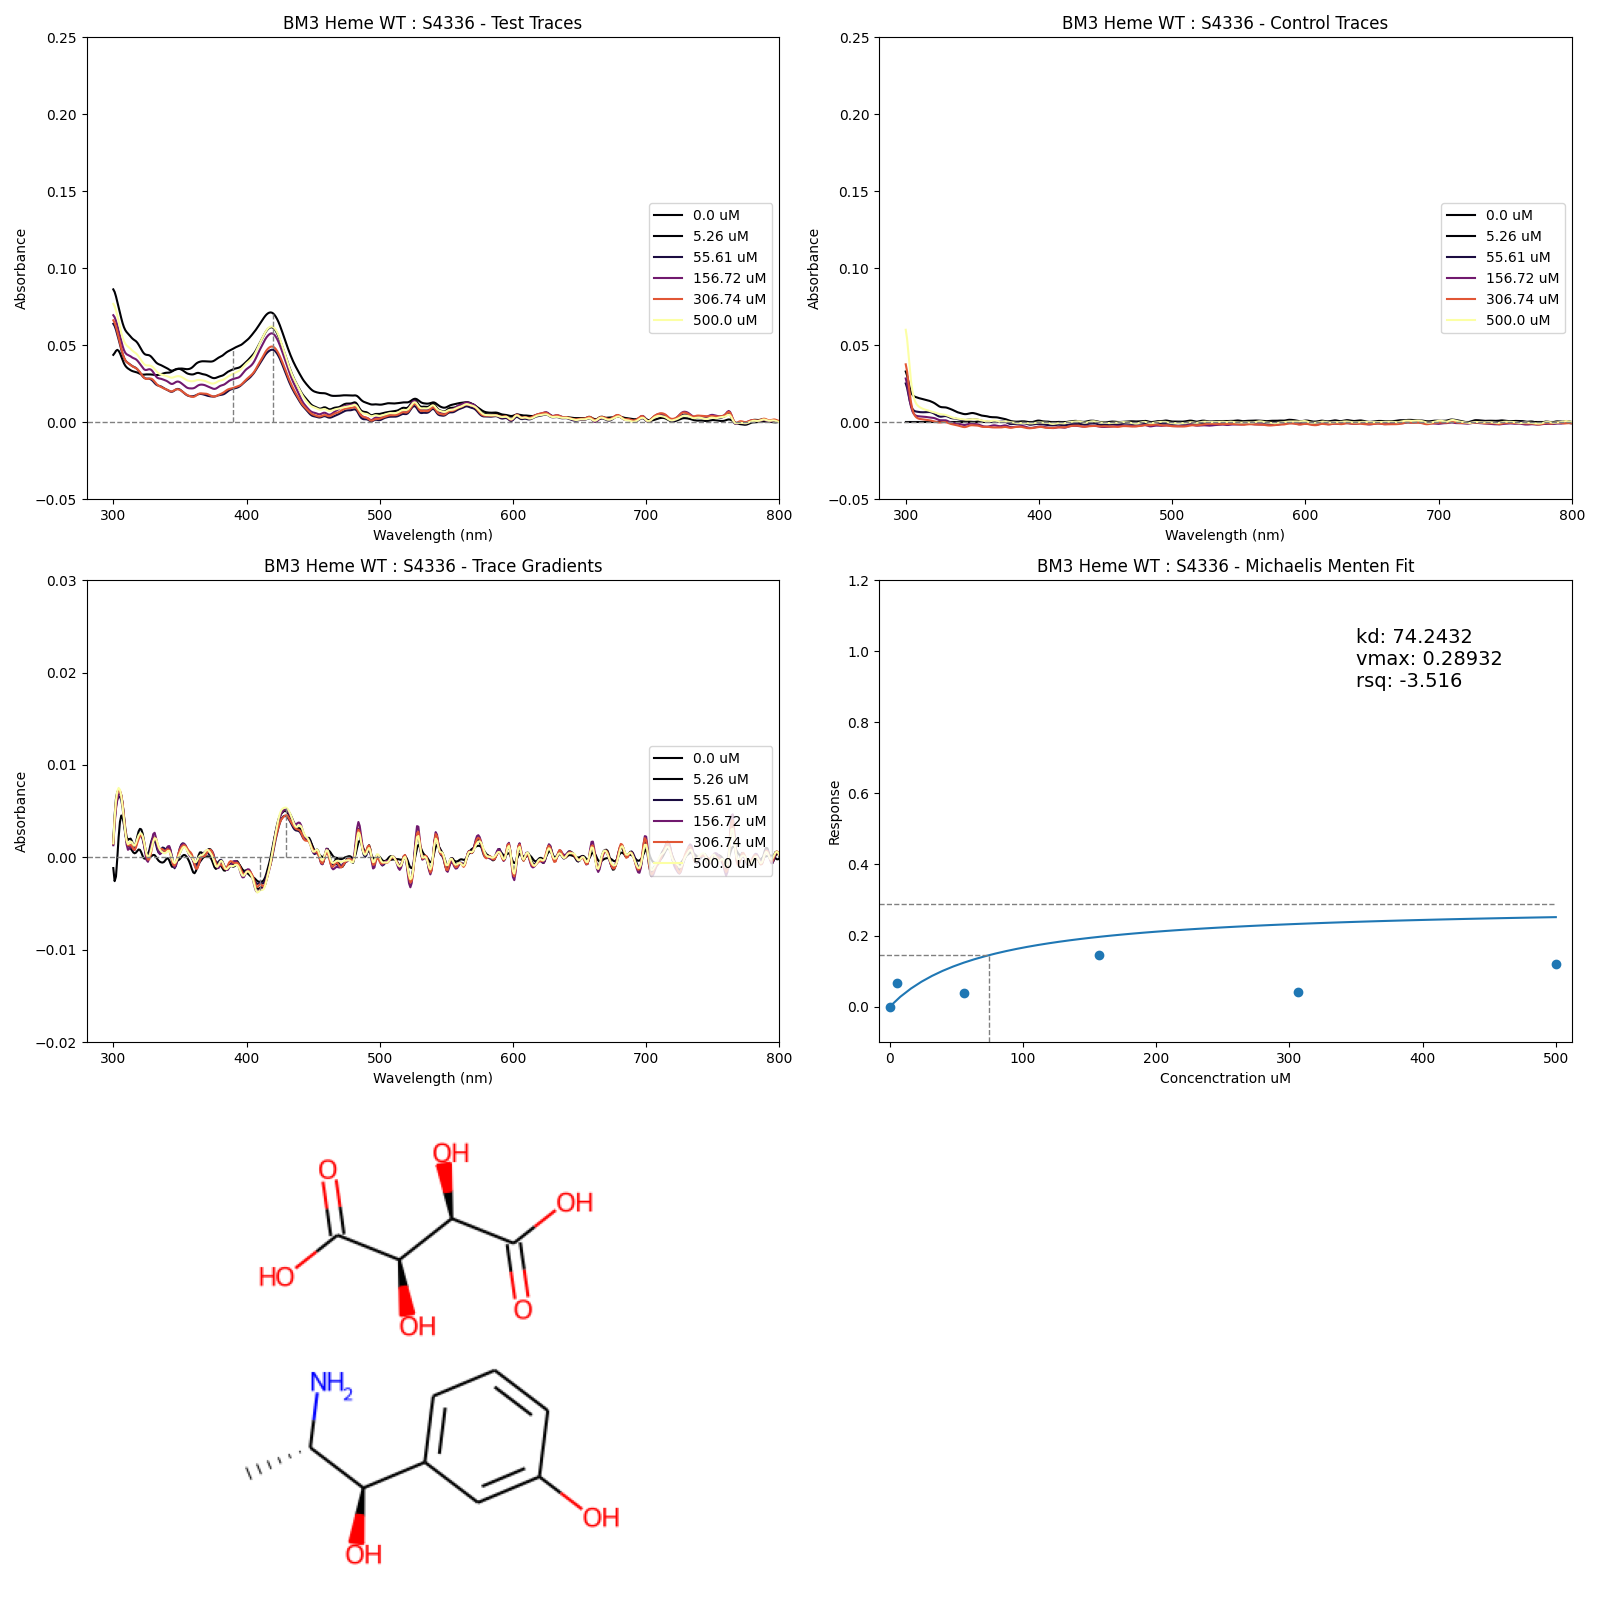 BM3 Heme WT : S4336 - Test Traces
0.25
0.20
0.15
0.10
0.05
0.00
−0.05
Absorbance
300 400 500 600 700 800
Wavelength (nm)
0.0 uM
5.26 uM
55.61 uM
156.72 uM
306.74 uM
500.0 uM
BM3 Heme WT : S4336 - Control Traces
0.25
0.20
0.15
0.10
0.05
0.00
−0.05
Absorbance
300 400 500 600 700 800
Wavelength (nm)
0.0 uM
5.26 uM
55.61 uM
156.72 uM
306.74 uM
500.0 uM
BM3 Heme WT : S4336 - Trace Gradients
0.03
0.02
0.01
0.00
−0.01
−0.02
Absorbance
300 400 500 600 700 800
Wavelength (nm)
0.0 uM
5.26 uM
55.61 uM
156.72 uM
306.74 uM
500.0 uM
BM3 Heme WT : S4336 - Michaelis Menten Fit
1.2
1.0
0.8
0.6
0.4
0.2
0.0
Response
kd: 74.2432
vmax: 0.28932
rsq: -3.516
0 100 200 300 400 500
Concenctration uM
OH
O
OH
HO
O
OH
NH2
OH
OH